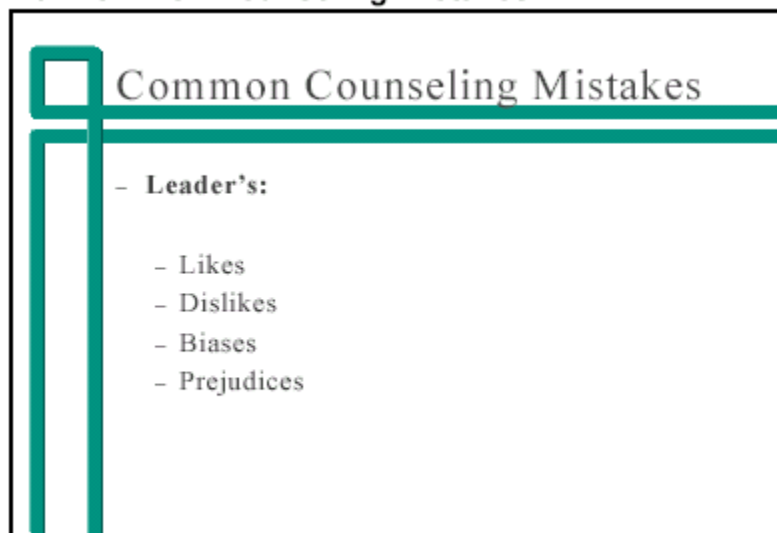 Common Counseling Mistakes
– Leader’s:
– Likes
– Dislikes
– Biases
– Prejudices